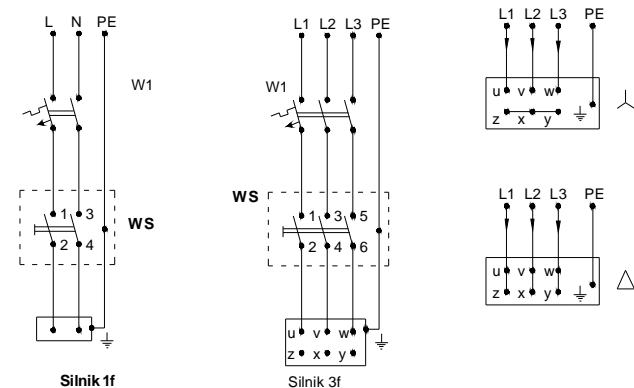 L N PE
W1
1 3
WS
2 4
Silnik 1f
L1 L2 L3 PE
W1
WS
1 3 5
2 4 6
u v w
z x y
Silnik 3f
L1 L2 L3 PE
u v w
z x y
L1 L2 L3 PE
u v w
z x y